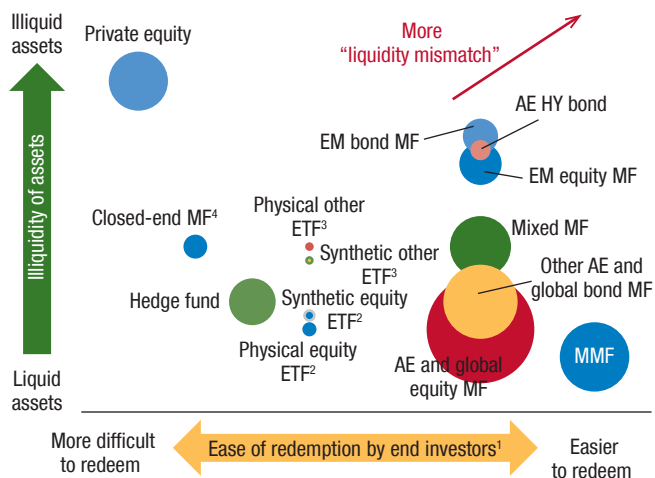 Illiquid
assets
Private equity
More
“liquidity mismatch”
AE HY bond
EM bond MF
EM equity MF
Illiquidity of assets
Physical other
ETF³
Closed-end MF⁴
Mixed MF
Synthetic other
ETF³
Other AE and
global bond MF
Hedge fund
Synthetic equity
ETF²
Physical equity
ETF²
AE and global
equity MF
MMF
Liquid
assets
More difficult
to redeem
Ease of redemption by end investors¹
Easier
to redeem